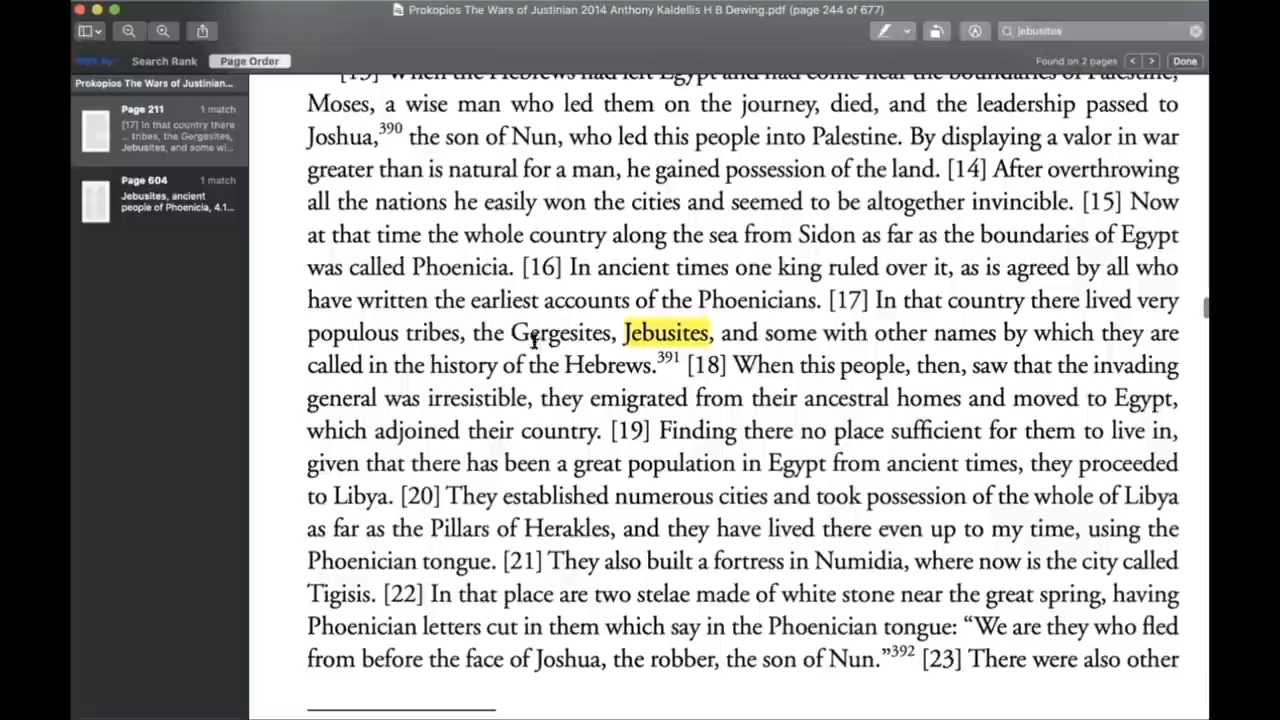 Prokopios The Wars of Justinian 2014 Anthony Kaldellis H B Dewing.pdf (page 244 of 677)
jebusites
Sort by: Search Rank Page Order Found on 2 pages Done
Prokopios The Wars of Justinian...
Page 211 1 match
[17] In that country there
... tribes, the Gergesites,
Jebusites, and some wi...
Page 604 1 match
Jebusites, ancient
people of Phoenicia, 4.1...
[13] When the Hebrews had left Egypt and had come near the boundaries of Palestine,
Moses, a wise man who led them on the journey, died, and the leadership passed to
Joshua,390 the son of Nun, who led this people into Palestine. By displaying a valor in war
greater than is natural for a man, he gained possession of the land. [14] After overthrowing
all the nations he easily won the cities and seemed to be altogether invincible. [15] Now
at that time the whole country along the sea from Sidon as far as the boundaries of Egypt
was called Phoenicia. [16] In ancient times one king ruled over it, as is agreed by all who
have written the earliest accounts of the Phoenicians. [17] In that country there lived very
populous tribes, the Gergesites, Jebusites, and some with other names by which they are
called in the history of the Hebrews.391 [18] When this people, then, saw that the invading
general was irresistible, they emigrated from their ancestral homes and moved to Egypt,
which adjoined their country. [19] Finding there no place sufficient for them to live in,
given that there has been a great population in Egypt from ancient times, they proceeded
to Libya. [20] They established numerous cities and took possession of the whole of Libya
as far as the Pillars of Herakles, and they have lived there even up to my time, using the
Phoenician tongue. [21] They also built a fortress in Numidia, where now is the city called
Tigisis. [22] In that place are two stelae made of white stone near the great spring, having
Phoenician letters cut in them which say in the Phoenician tongue: “We are they who fled
from before the face of Joshua, the robber, the son of Nun.”392 [23] There were also other